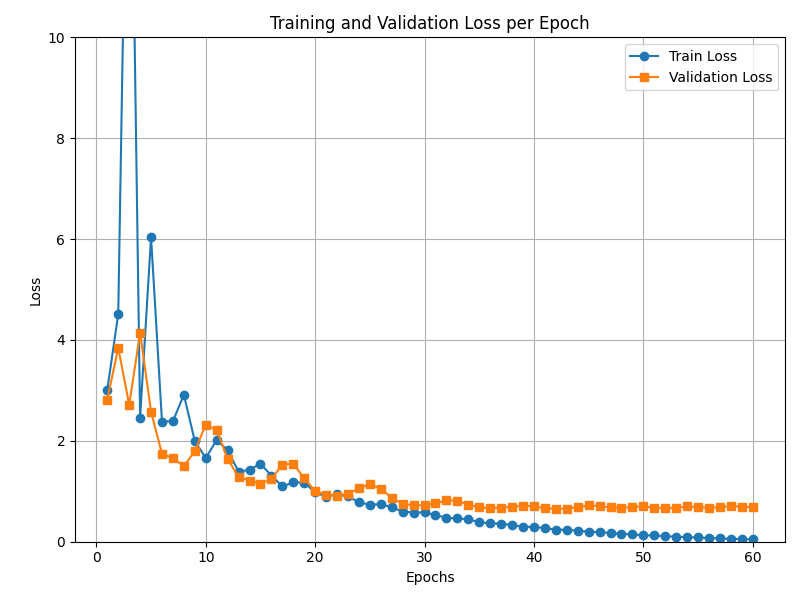 Training and Validation Loss per Epoch
Train Loss
Validation Loss
10
8
6
4
2
0
Loss
0 10 20 30 40 50 60
Epochs